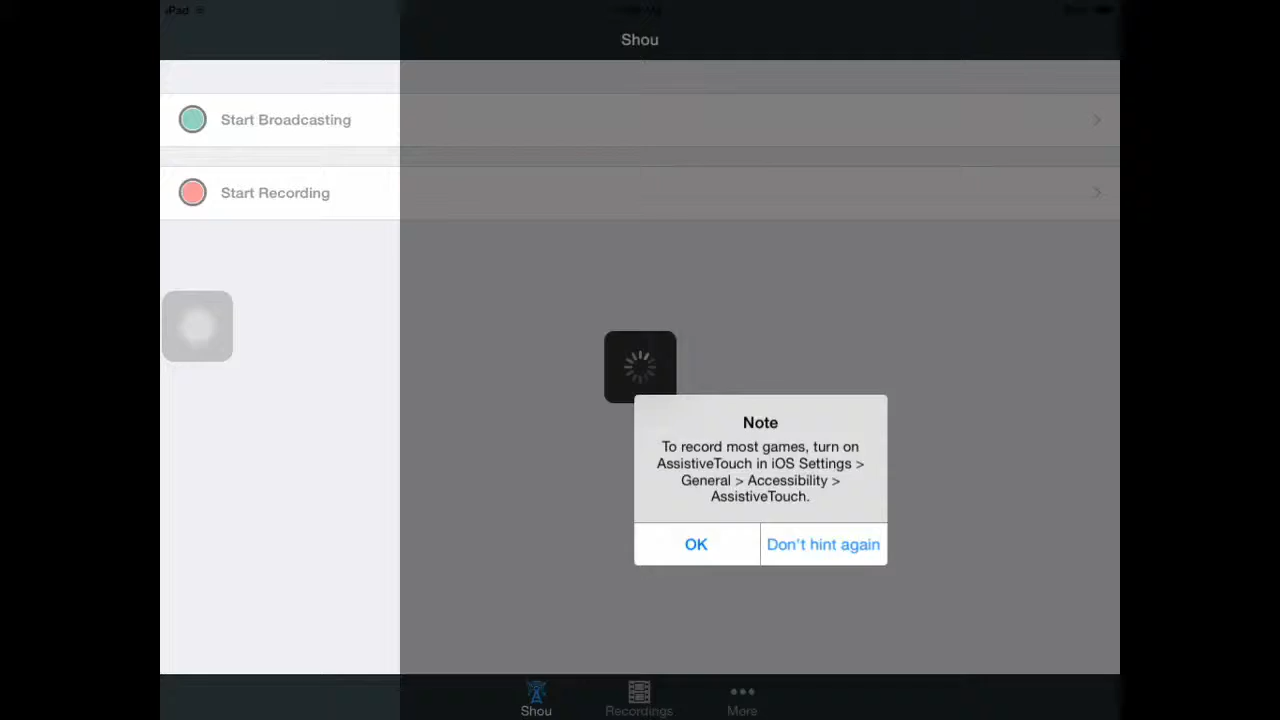 iPad
Shou
Start Broadcasting
Start Recording
Note
To record most games, turn on
AssistiveTouch in iOS Settings >
General > Accessibility >
AssistiveTouch.
OK
Don't hint again
Shou
Recordings
More